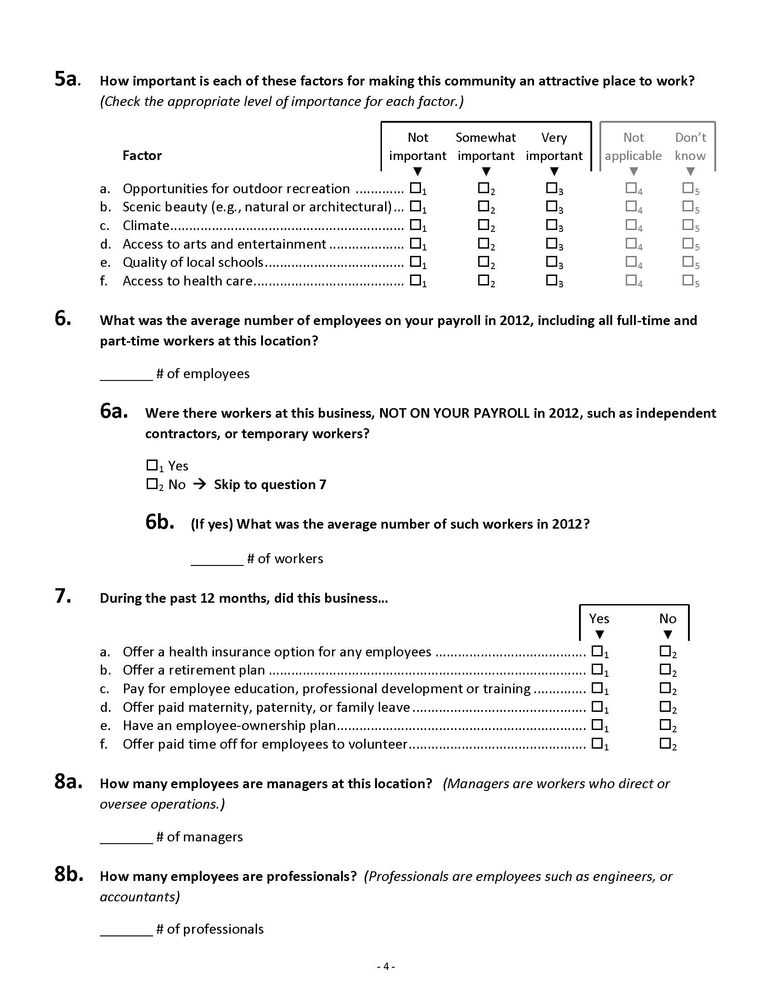 5a. How important is each of these factors for making this community an attractive place to work?
(Check the appropriate level of importance for each factor.)
Not Somewhat Very Not Don’t
Factor important important important applicable know
▼ ▼ ▼ ▼ ▼
a. Opportunities for outdoor recreation ............. □1 □2 □3 □4 □5
b. Scenic beauty (e.g., natural or architectural)... □1 □2 □3 □4 □5
c. Climate.............................................................. □1 □2 □3 □4 □5
d. Access to arts and entertainment.................... □1 □2 □3 □4 □5
e. Quality of local schools..................................... □1 □2 □3 □4 □5
f. Access to health care........................................ □1 □2 □3 □4 □5
6. What was the average number of employees on your payroll in 2012, including all full-time and
part-time workers at this location?
_______ # of employees
6a. Were there workers at this business, NOT ON YOUR PAYROLL in 2012, such as independent
contractors, or temporary workers?
□1 Yes
□2 No → Skip to question 7
6b. (If yes) What was the average number of such workers in 2012?
_______ # of workers
7. During the past 12 months, did this business...
Yes No
▼ ▼
a. Offer a health insurance option for any employees ........................................ □1 □2
b. Offer a retirement plan .................................................................................... □1 □2
c. Pay for employee education, professional development or training .............. □1 □2
d. Offer paid maternity, paternity, or family leave.............................................. □1 □2
e. Have an employee-ownership plan.................................................................. □1 □2
f. Offer paid time off for employees to volunteer............................................... □1 □2
8a. How many employees are managers at this location? (Managers are workers who direct or
oversee operations.)
_______ # of managers
8b. How many employees are professionals? (Professionals are employees such as engineers, or
accountants)
_______ # of professionals
- 4 -